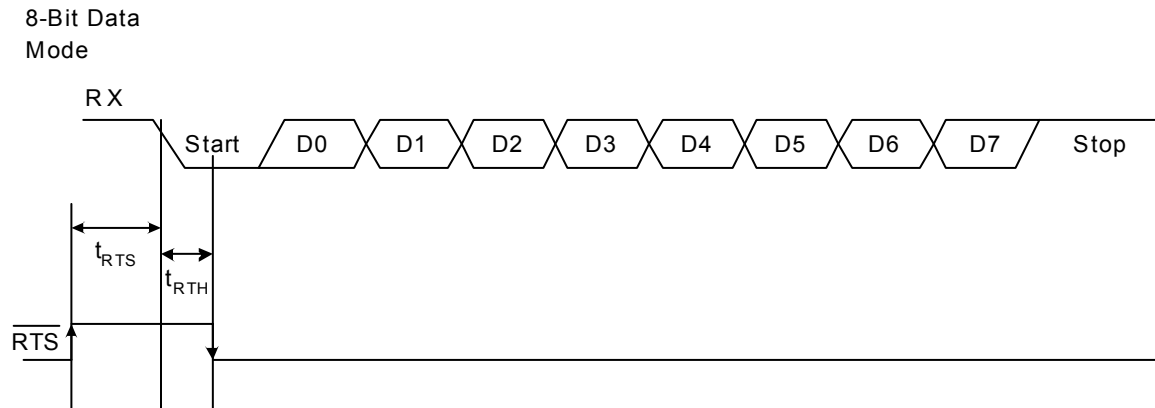 8-Bit Data
Mode
RX
Start D0 D1 D2 D3 D4 D5 D6 D7 Stop
tRTS
tRTH
RTS